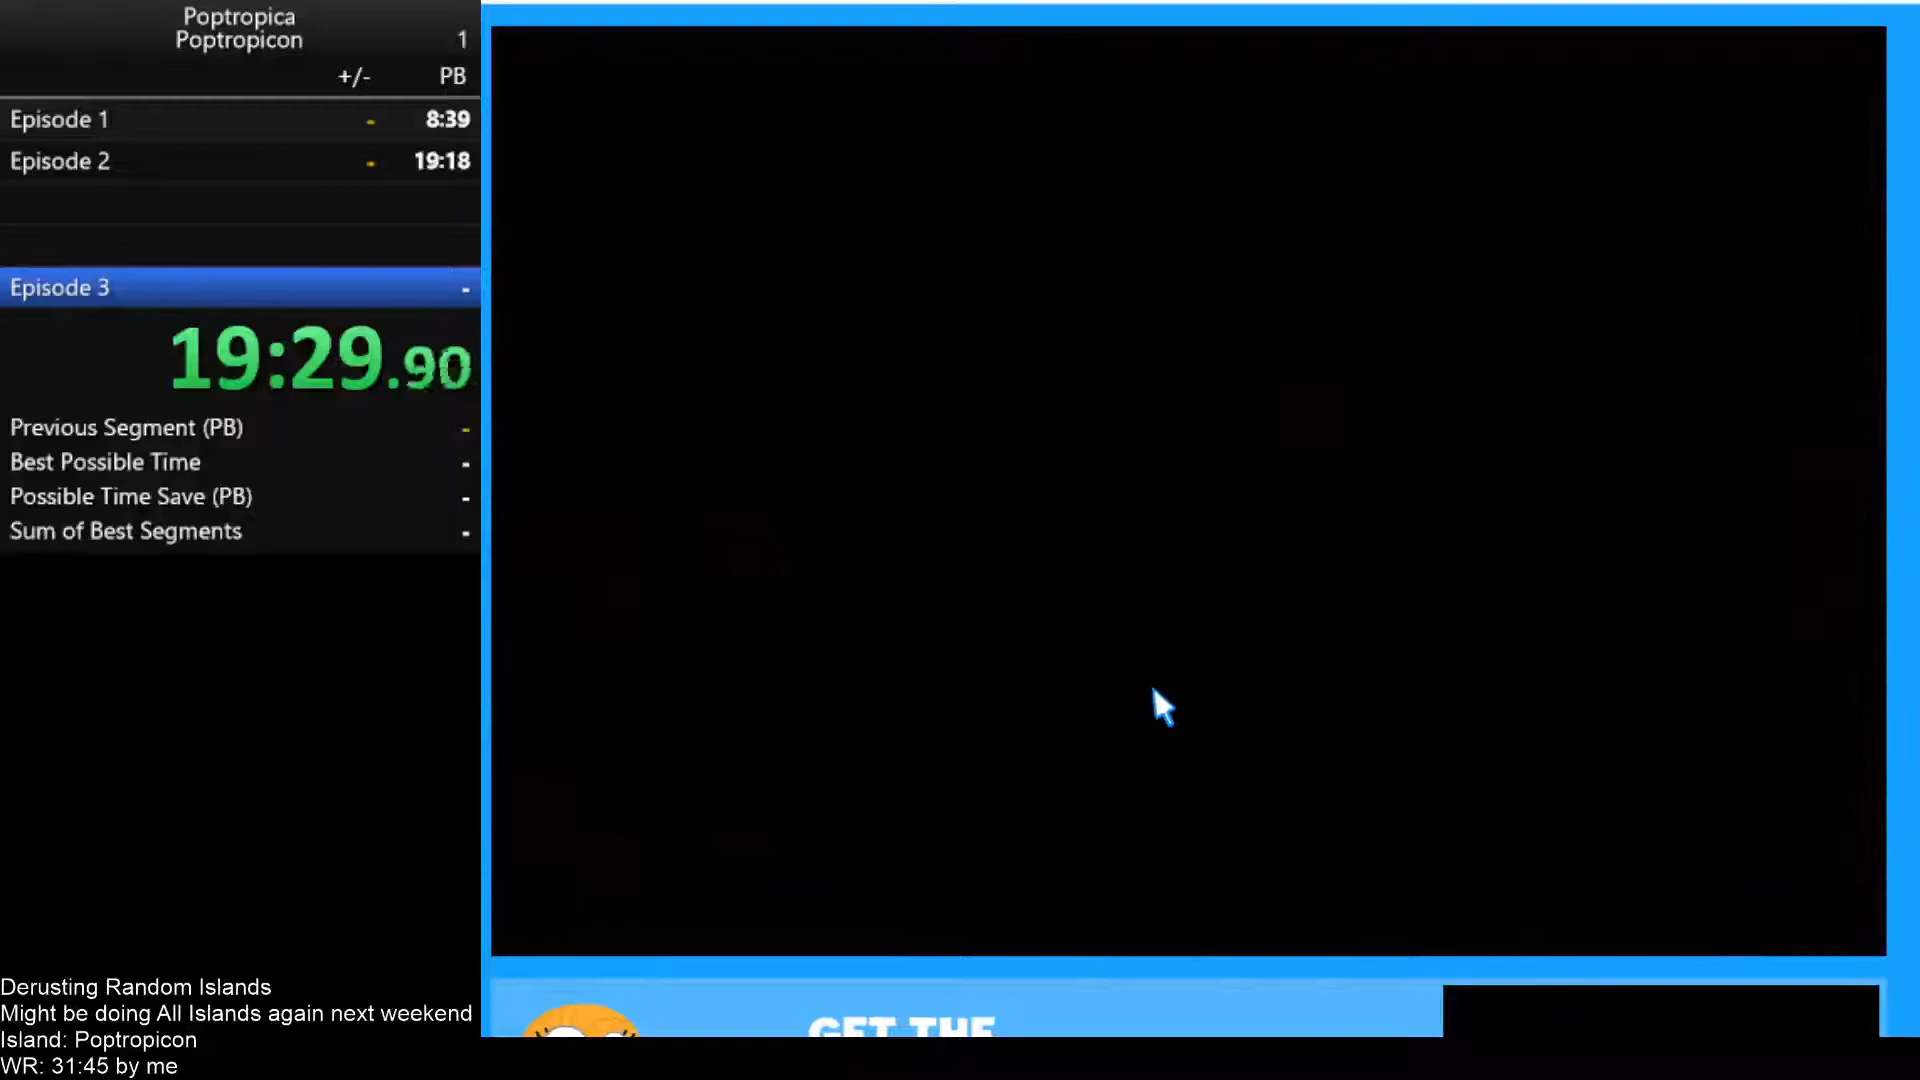 Poptropica
Poptropicon 1
+/- PB
Episode 1 - 8:39
Episode 2 - 19:18
Episode 3 -
19:29.90
Previous Segment (PB) -
Best Possible Time -
Possible Time Save (PB) -
Sum of Best Segments -
Derusting Random Islands
Might be doing All Islands again next weekend
Island: Poptropicon
WR: 31:45 by me
GET THE